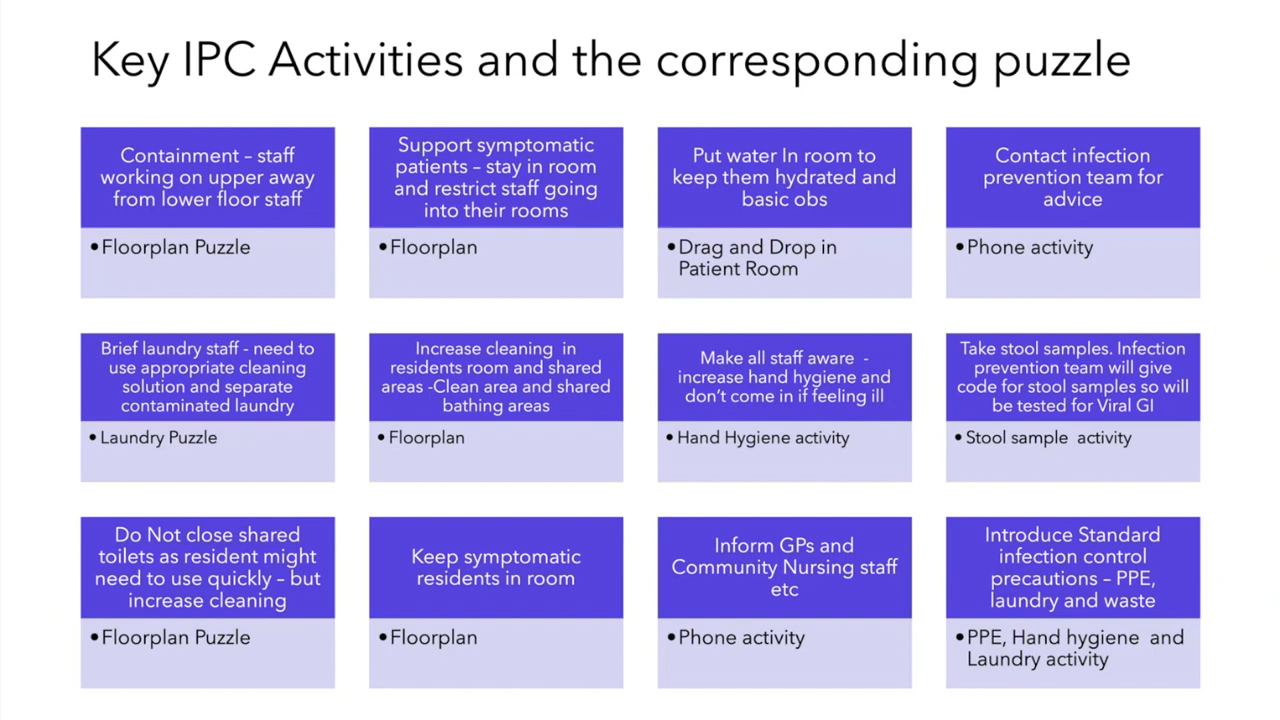 Key IPC Activities and the corresponding puzzle
Containment – staff
working on upper away
from lower floor staff
•Floorplan Puzzle
Support symptomatic
patients – stay in room
and restrict staff going
into their rooms
•Floorplan
Put water In room to
keep them hydrated and
basic obs
•Drag and Drop in
Patient Room
Contact infection
prevention team for
advice
•Phone activity
Brief laundry staff - need to
use appropriate cleaning
solution and separate
contaminated laundry
• Laundry Puzzle
Increase cleaning in
residents room and shared
areas -Clean area and shared
bathing areas
• Floorplan
Make all staff aware -
increase hand hygiene and
don't come in if feeling ill
• Hand Hygiene activity
Take stool samples. Infection
prevention team will give
code for stool samples so will
be tested for Viral GI
• Stool sample activity
Do Not close shared
toilets as resident might
need to use quickly – but
increase cleaning
•Floorplan Puzzle
Keep symptomatic
residents in room
•Floorplan
Inform GPs and
Community Nursing staff
etc
•Phone activity
Introduce Standard
infection control
precautions – PPE,
laundry and waste
•PPE, Hand hygiene and
Laundry activity